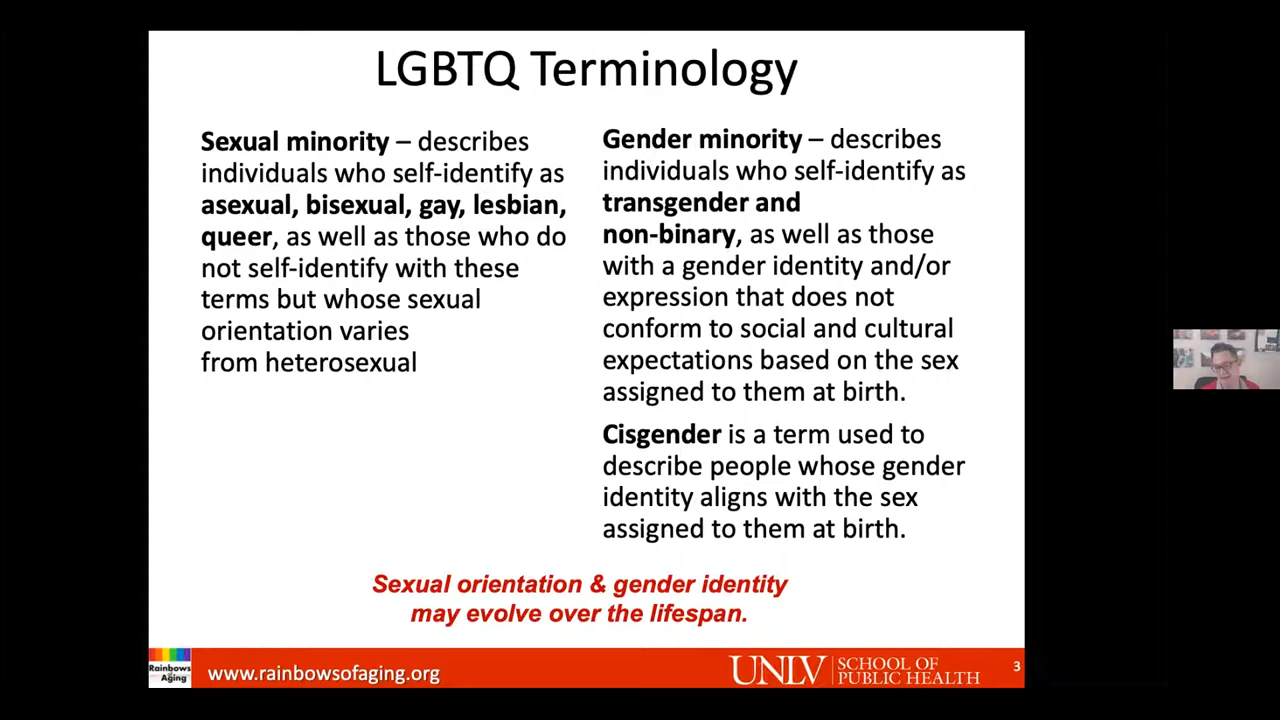 LGBTQ Terminology
Sexual minority – describes
individuals who self-identify as
asexual, bisexual, gay, lesbian,
queer, as well as those who do
not self-identify with these
terms but whose sexual
orientation varies
from heterosexual
Gender minority – describes
individuals who self-identify as
transgender and
non-binary, as well as those
with a gender identity and/or
expression that does not
conform to social and cultural
expectations based on the sex
assigned to them at birth.
Cisgender is a term used to
describe people whose gender
identity aligns with the sex
assigned to them at birth.
Sexual orientation & gender identity
may evolve over the lifespan.
Rainbows
of
Aging
www.rainbowsofaging.org
UNLV
SCHOOL OF
PUBLIC HEALTH
3